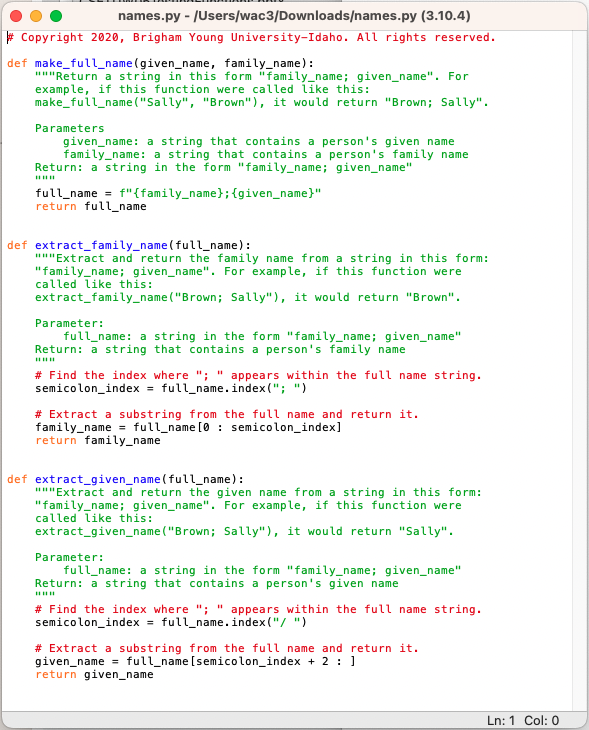 names.py - /Users/wac3/Downloads/names.py (3.10.4)
# Copyright 2020, Brigham Young University-Idaho. All rights reserved.
def make_full_name(given_name, family_name):
"""Return a string in this form "family_name; given_name". For
example, if this function were called like this:
make_full_name("Sally", "Brown"), it would return "Brown; Sally".
Parameters
given_name: a string that contains a person's given name
family_name: a string that contains a person's family name
Return: a string in the form "family_name; given_name"
"""
full_name = f"{family_name};{given_name}"
return full_name
def extract_family_name(full_name):
"""Extract and return the family name from a string in this form:
"family_name; given_name". For example, if this function were
called like this:
extract_family_name("Brown; Sally"), it would return "Brown".
Parameter:
full_name: a string in the form "family_name; given_name"
Return: a string that contains a person's family name
"""
# Find the index where "; " appears within the full name string.
semicolon_index = full_name.index("; ")
# Extract a substring from the full name and return it.
family_name = full_name[0 : semicolon_index]
return family_name
def extract_given_name(full_name):
"""Extract and return the given name from a string in this form:
"family_name; given_name". For example, if this function were
called like this:
extract_given_name("Brown; Sally"), it would return "Sally".
Parameter:
full_name: a string in the form "family_name; given_name"
Return: a string that contains a person's given name
"""
# Find the index where "; " appears within the full name string.
semicolon_index = full_name.index("/ ")
# Extract a substring from the full name and return it.
given_name = full_name[semicolon_index + 2 : ]
return given_name
Ln: 1 Col: 0